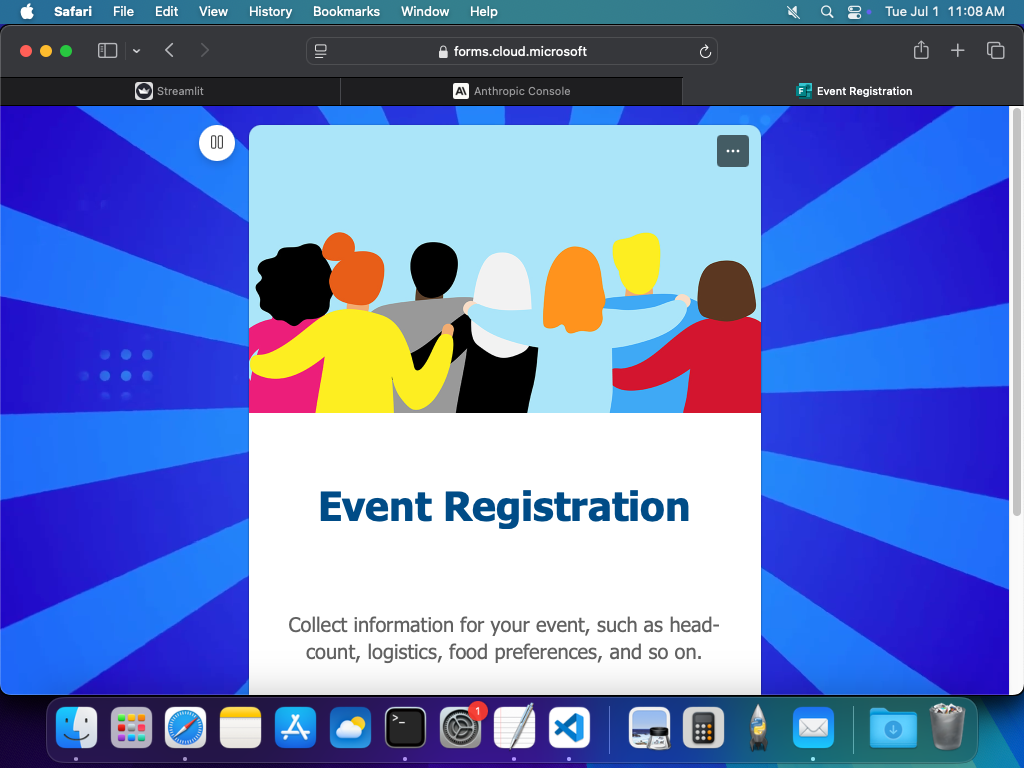 Safari File Edit View History Bookmarks Window Help Tue Jul 1 11:08 AM
forms.cloud.microsoft
Streamlit Anthropic Console Event Registration
Event Registration
Collect information for your event, such as head-
count, logistics, food preferences, and so on.
1